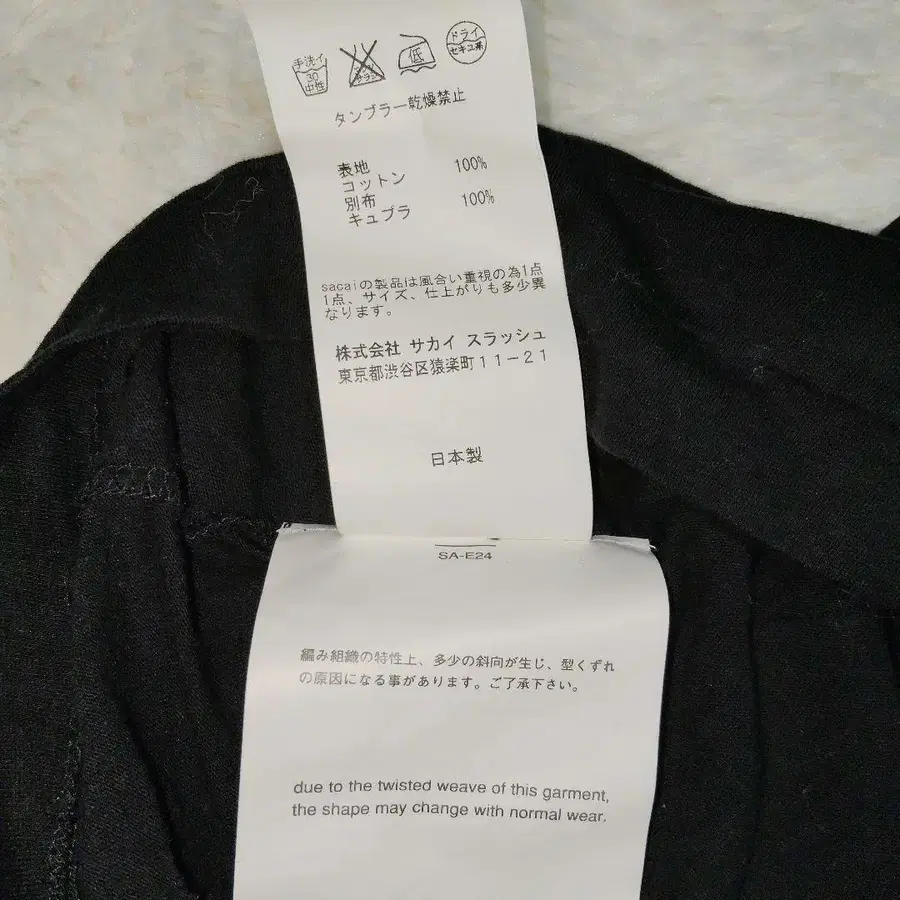 手洗イ
30
中性
低
ドライ
セキユ系
タンブラー乾燥禁止
表地
コットン 100%
別布
キュプラ 100%
sacaiの製品は風合い重視の為1点
1点、サイズ、仕上がりも多少異
なります。
株式会社 サカイ スラッシュ
東京都渋谷区猿楽町11−21
日本製
SA-E24
編み組織の特性上、多少の斜向が生じ、型くずれ
の原因になる事があります。ご了承下さい。
due to the twisted weave of this garment,
the shape may change with normal wear.